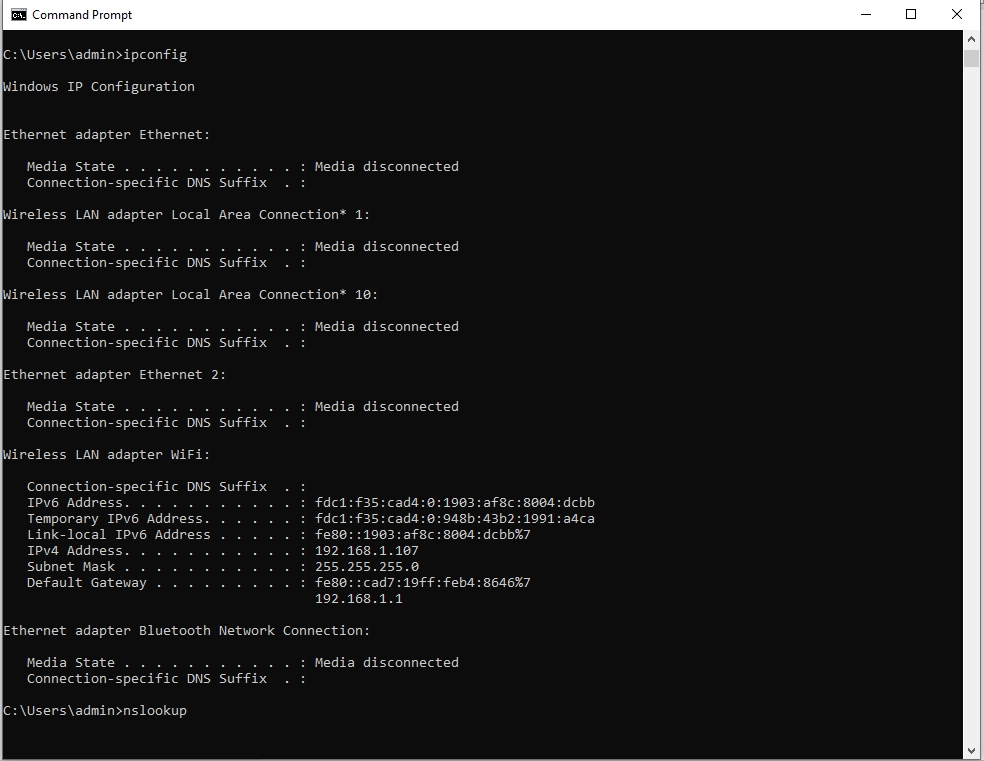 Command Prompt
C:\Users\admin>ipconfig
Windows IP Configuration
Ethernet adapter Ethernet:
Media State . . . . . . . . . . . : Media disconnected
Connection-specific DNS Suffix  . :
Wireless LAN adapter Local Area Connection* 1:
Media State . . . . . . . . . . . : Media disconnected
Connection-specific DNS Suffix  . :
Wireless LAN adapter Local Area Connection* 10:
Media State . . . . . . . . . . . : Media disconnected
Connection-specific DNS Suffix  . :
Ethernet adapter Ethernet 2:
Media State . . . . . . . . . . . : Media disconnected
Connection-specific DNS Suffix  . :
Wireless LAN adapter WiFi:
Connection-specific DNS Suffix  . :
IPv6 Address. . . . . . . . . . . : fdc1:f35:cad4:0:1903:af8c:8004:dcbb
Temporary IPv6 Address. . . . . . : fdc1:f35:cad4:0:948b:43b2:1991:a4ca
Link-local IPv6 Address . . . . . : fe80::1903:af8c:8004:dcbb%7
IPv4 Address. . . . . . . . . . . : 192.168.1.107
Subnet Mask . . . . . . . . . . . : 255.255.255.0
Default Gateway . . . . . . . . . : fe80::cad7:19ff:feb4:8646%7
192.168.1.1
Ethernet adapter Bluetooth Network Connection:
Media State . . . . . . . . . . . : Media disconnected
Connection-specific DNS Suffix  . :
C:\Users\admin>nslookup